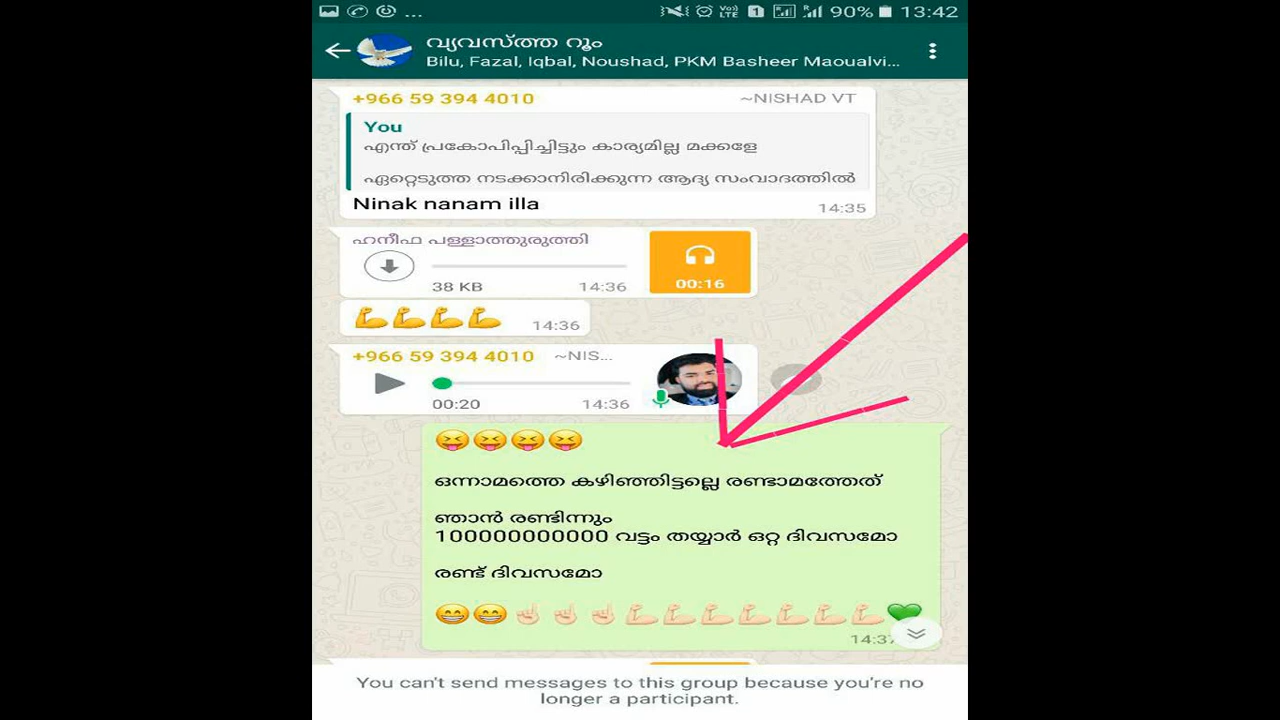 90% 13:42
വ്യവസ്ത്ത റൂം
Bilu, Fazal, Iqbal, Noushad, PKM Basheer Maoualvi...
+966 59 394 4010 ~NISHAD VT
You
എന്ത് പ്രകോപിപ്പിച്ചിട്ടും കാര്യമില്ല മക്കളേ
ഏറ്റെടുത്ത നടക്കാനിരിക്കുന്ന ആദ്യ സംവാദത്തിൽ
Ninak nanam illa 14:35
ഹനീഫ പള്ളാത്തുരുത്തി
00:16
38 KB 14:36
💪💪💪💪 14:36
+966 59 394 4010 ~NIS...
00:20 14:36
😝😝😝😝
ഒന്നാമത്തെ കഴിഞ്ഞിട്ടല്ലെ രണ്ടാമത്തേത്
ഞാൻ രണ്ടിന്നും
100000000000 വട്ടം തയ്യാർ ഒറ്റ ദിവസമോ
രണ്ട് ദിവസമോ
😁😁☝🏻☝🏻☝🏻💪🏻💪🏻💪🏻💪🏻💪🏻💪🏻💪🏻💚
14:37
You can't send messages to this group because you're no
longer a participant.